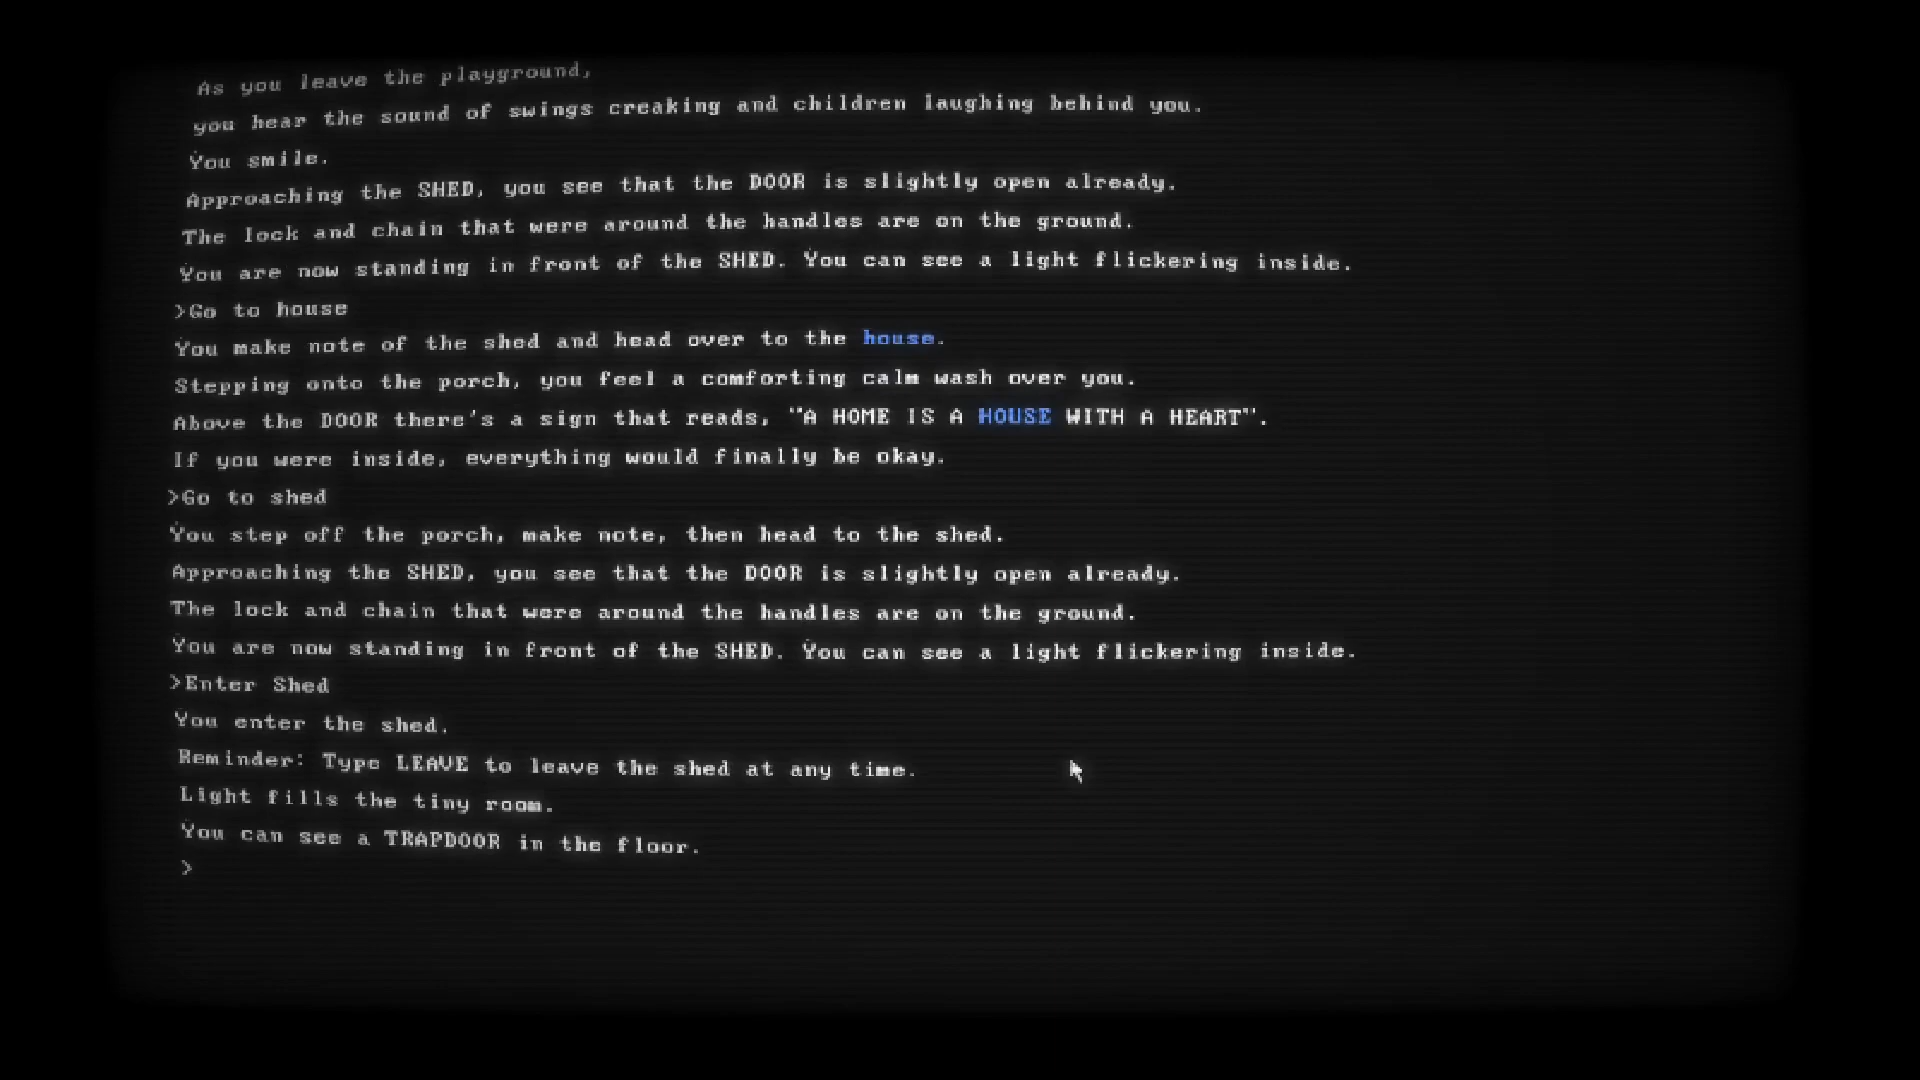 As you leave the playground,
you hear the sound of swings creaking and children laughing behind you.
You smile.
Approaching the SHED, you see that the DOOR is slightly open already.
The lock and chain that were around the handles are on the ground.
You are now standing in front of the SHED. You can see a light flickering inside.
>Go to house
You make note of the shed and head over to the house.
Stepping onto the porch, you feel a comforting calm wash over you.
Above the DOOR there's a sign that reads, "A HOME IS A HOUSE WITH A HEART".
If you were inside, everything would finally be okay.
>Go to shed
You step off the porch, make note, then head to the shed.
Approaching the SHED, you see that the DOOR is slightly open already.
The lock and chain that were around the handles are on the ground.
You are now standing in front of the SHED. You can see a light flickering inside.
>Enter Shed
You enter the shed.
Reminder: Type LEAVE to leave the shed at any time.
Light fills the tiny room.
You can see a TRAPDOOR in the floor.
>